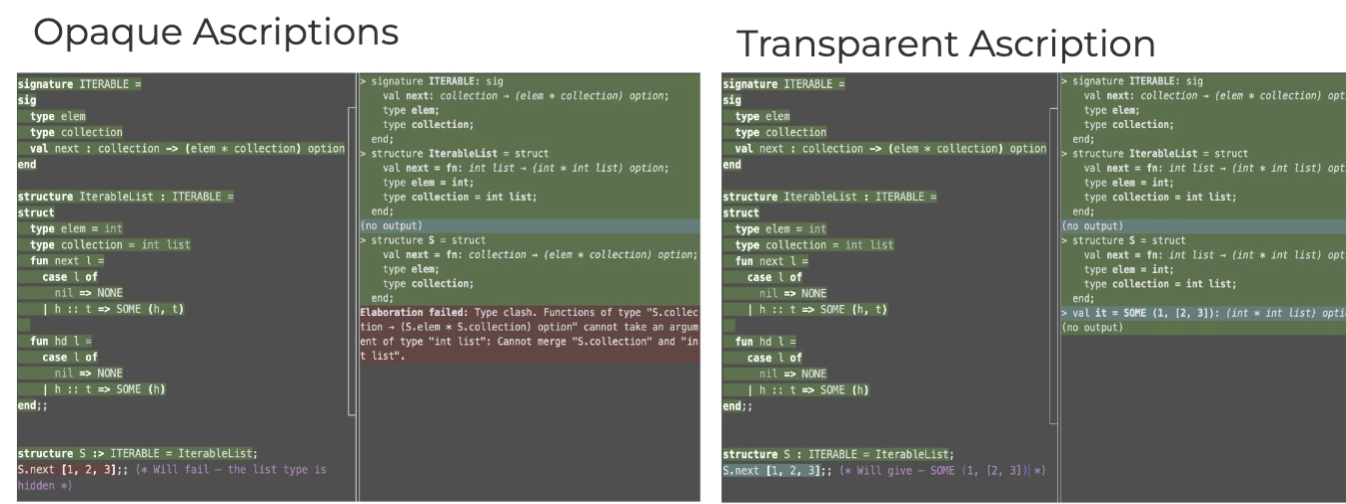 Opaque Ascriptions
signature ITERABLE =
sig
type elem
type collection
val next : collection -> (elem * collection) option
end
structure IterableList : ITERABLE =
struct
type elem = int
type collection = int list
fun next l =
case l of
nil => NONE
| h :: t => SOME (h, t)
fun hd l =
case l of
nil => NONE
| h :: t => SOME (h)
end;;
structure S :> ITERABLE = IterableList;
S.next [1, 2, 3];; (* Will fail – the list type is
hidden *)
> signature ITERABLE: sig
val next: collection → (elem * collection) option;
type elem;
type collection;
end;
> structure IterableList = struct
val next = fn: int list → (int * int list) option;
type elem = int;
type collection = int list;
end;
(no output)
> structure S = struct
val next = fn: collection → (elem * collection) option;
type elem;
type collection;
end;
Elaboration failed: Type clash. Functions of type "S.collec
tion → (S.elem * S.collection) option" cannot take an argum
ent of type "int list": Cannot merge "S.collection" and "in
t list".
Transparent Ascription
signature ITERABLE =
sig
type elem
type collection
val next : collection -> (elem * collection) option
end
structure IterableList : ITERABLE =
struct
type elem = int
type collection = int list
fun next l =
case l of
nil => NONE
| h :: t => SOME (h, t)
fun hd l =
case l of
nil => NONE
| h :: t => SOME (h)
end;;
structure S : ITERABLE = IterableList;
S.next [1, 2, 3];; (* Will give – SOME (1, [2, 3]) *)
> signature ITERABLE: sig
val next: collection → (elem * collection) opti
type elem;
type collection;
end;
> structure IterableList = struct
val next = fn: int list → (int * int list) opt
type elem = int;
type collection = int list;
end;
(no output)
> structure S = struct
val next = fn: int list → (int * int list) opt
type elem = int;
type collection = int list;
end;
> val it = SOME (1, [2, 3]): (int * int list) optio
(no output)